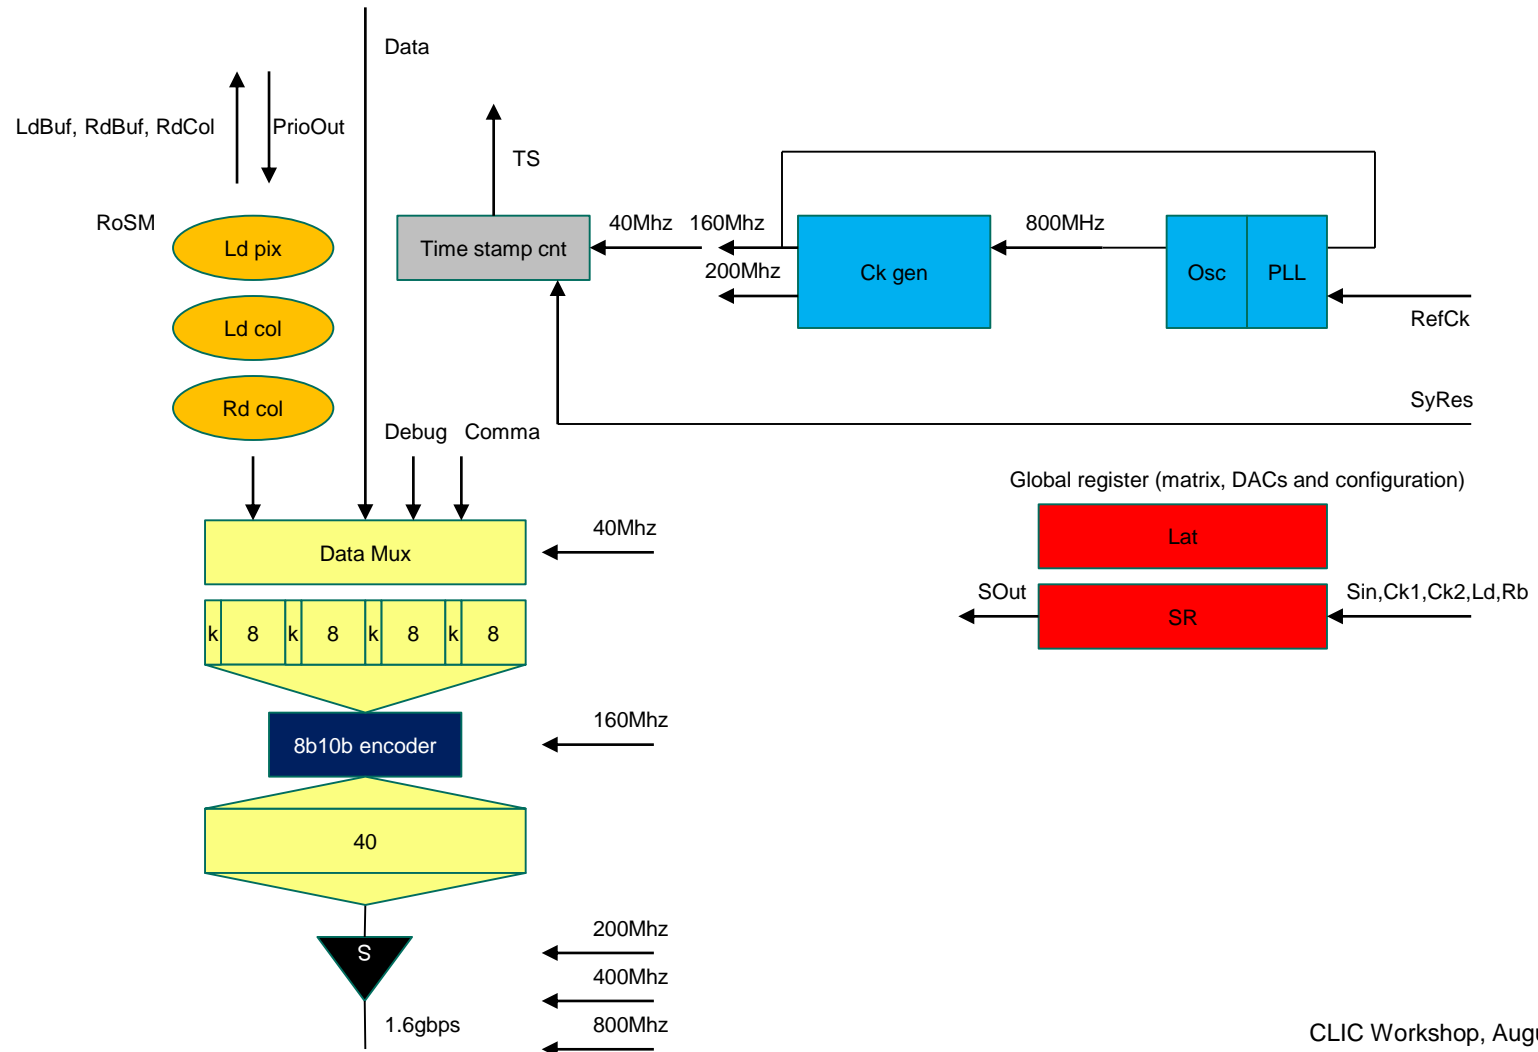 Data
LdBuf, RdBuf, RdCol
PrioOut
TS
RoSM
Ld pix
Time stamp cnt
40Mhz
160Mhz
200Mhz
Ck gen
800MHz
Osc
PLL
RefCk
Ld col
Rd col
SyRes
Debug
Comma
Global register (matrix, DACs and configuration)
Data Mux
40Mhz
Lat
SOut
SR
Sin,Ck1,Ck2,Ld,Rb
k 8 k 8 k 8 k 8
8b10b encoder
160Mhz
40
S
200Mhz
400Mhz
1.6gbps
800Mhz
CLIC Workshop, Augu